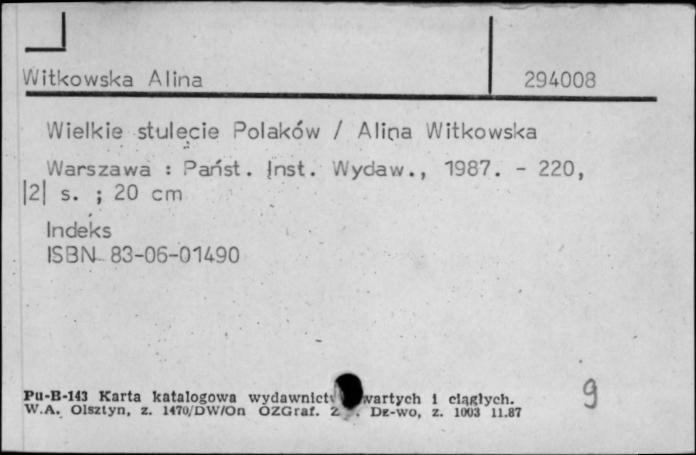 Witkowska Alina 294008
Wielkie stulecie Polaków / Alina Witkowska
Warszawa : Państ. Inst. Wydaw., 1987. - 220,
|2| s. ; 20 cm
Indeks
ISBN 83-06-01490
Pu-B-143 Karta katalogowa wydawnict wartych i ciągłych.
W.A. Olsztyn, z. 1470/DW/On OZGraf. Z . DE-wo, z. 1003 11.87
9